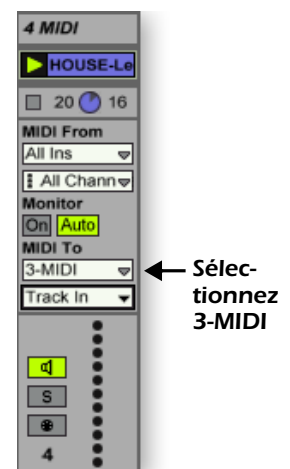 4 MIDI
HOUSE-Le
20 16
MIDI From
All Ins
All Chann
Monitor
On Auto
MIDI To
3-MIDI
Track In
Sélec-
tionnez
3-MIDI
S
4